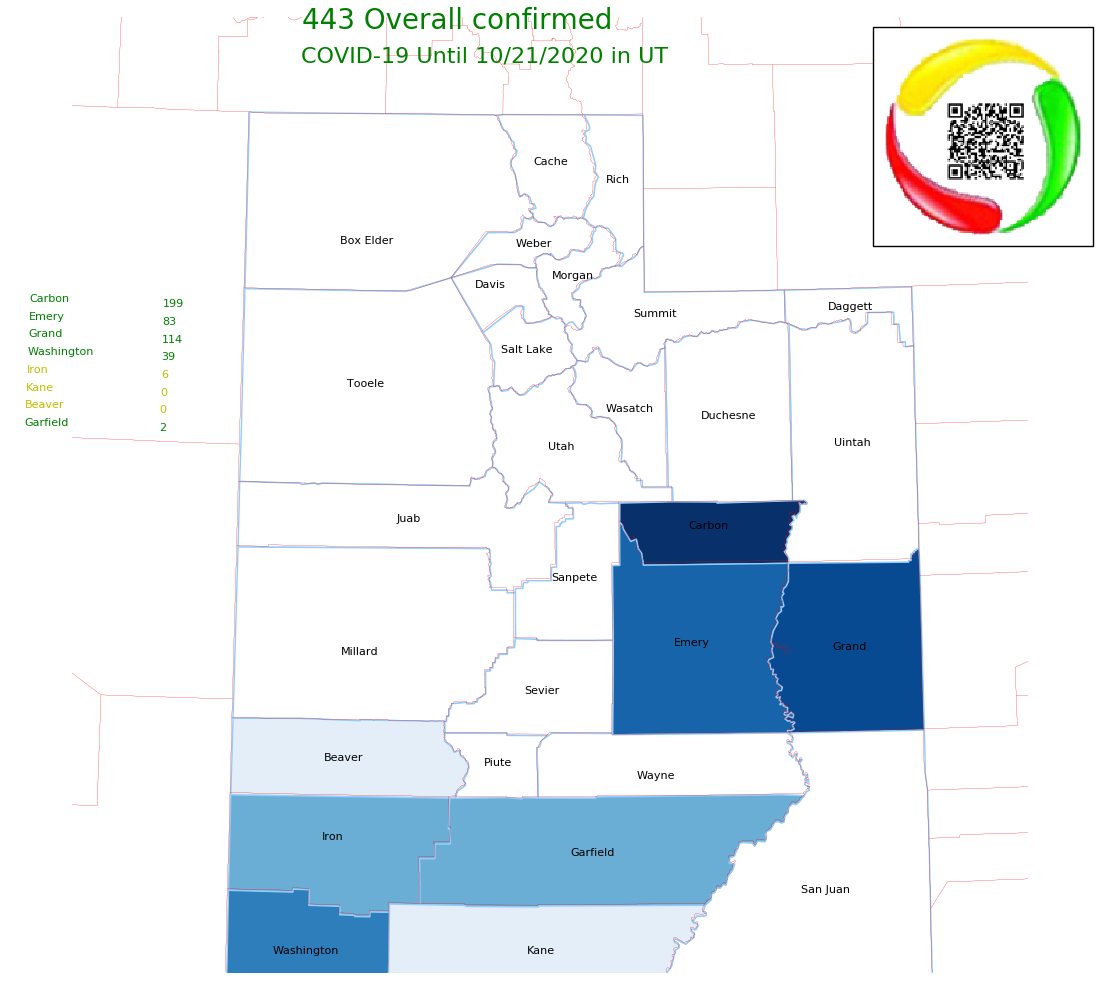 443 Overall confirmed
COVID-19 Until 10/21/2020 in UT
Cache
Rich
Box Elder
Weber
Morgan
Davis
Summit
Daggett
Salt Lake
Tooele
Wasatch
Duchesne
Utah
Uintah
Juab
Carbon
Sanpete
Emery
Grand
Millard
Sevier
Beaver
Piute
Wayne
Iron
Garfield
San Juan
Washington
Kane
Carbon 199
Emery 83
Grand 114
Washington 39
Iron 6
Kane 0
Beaver 0
Garfield 2